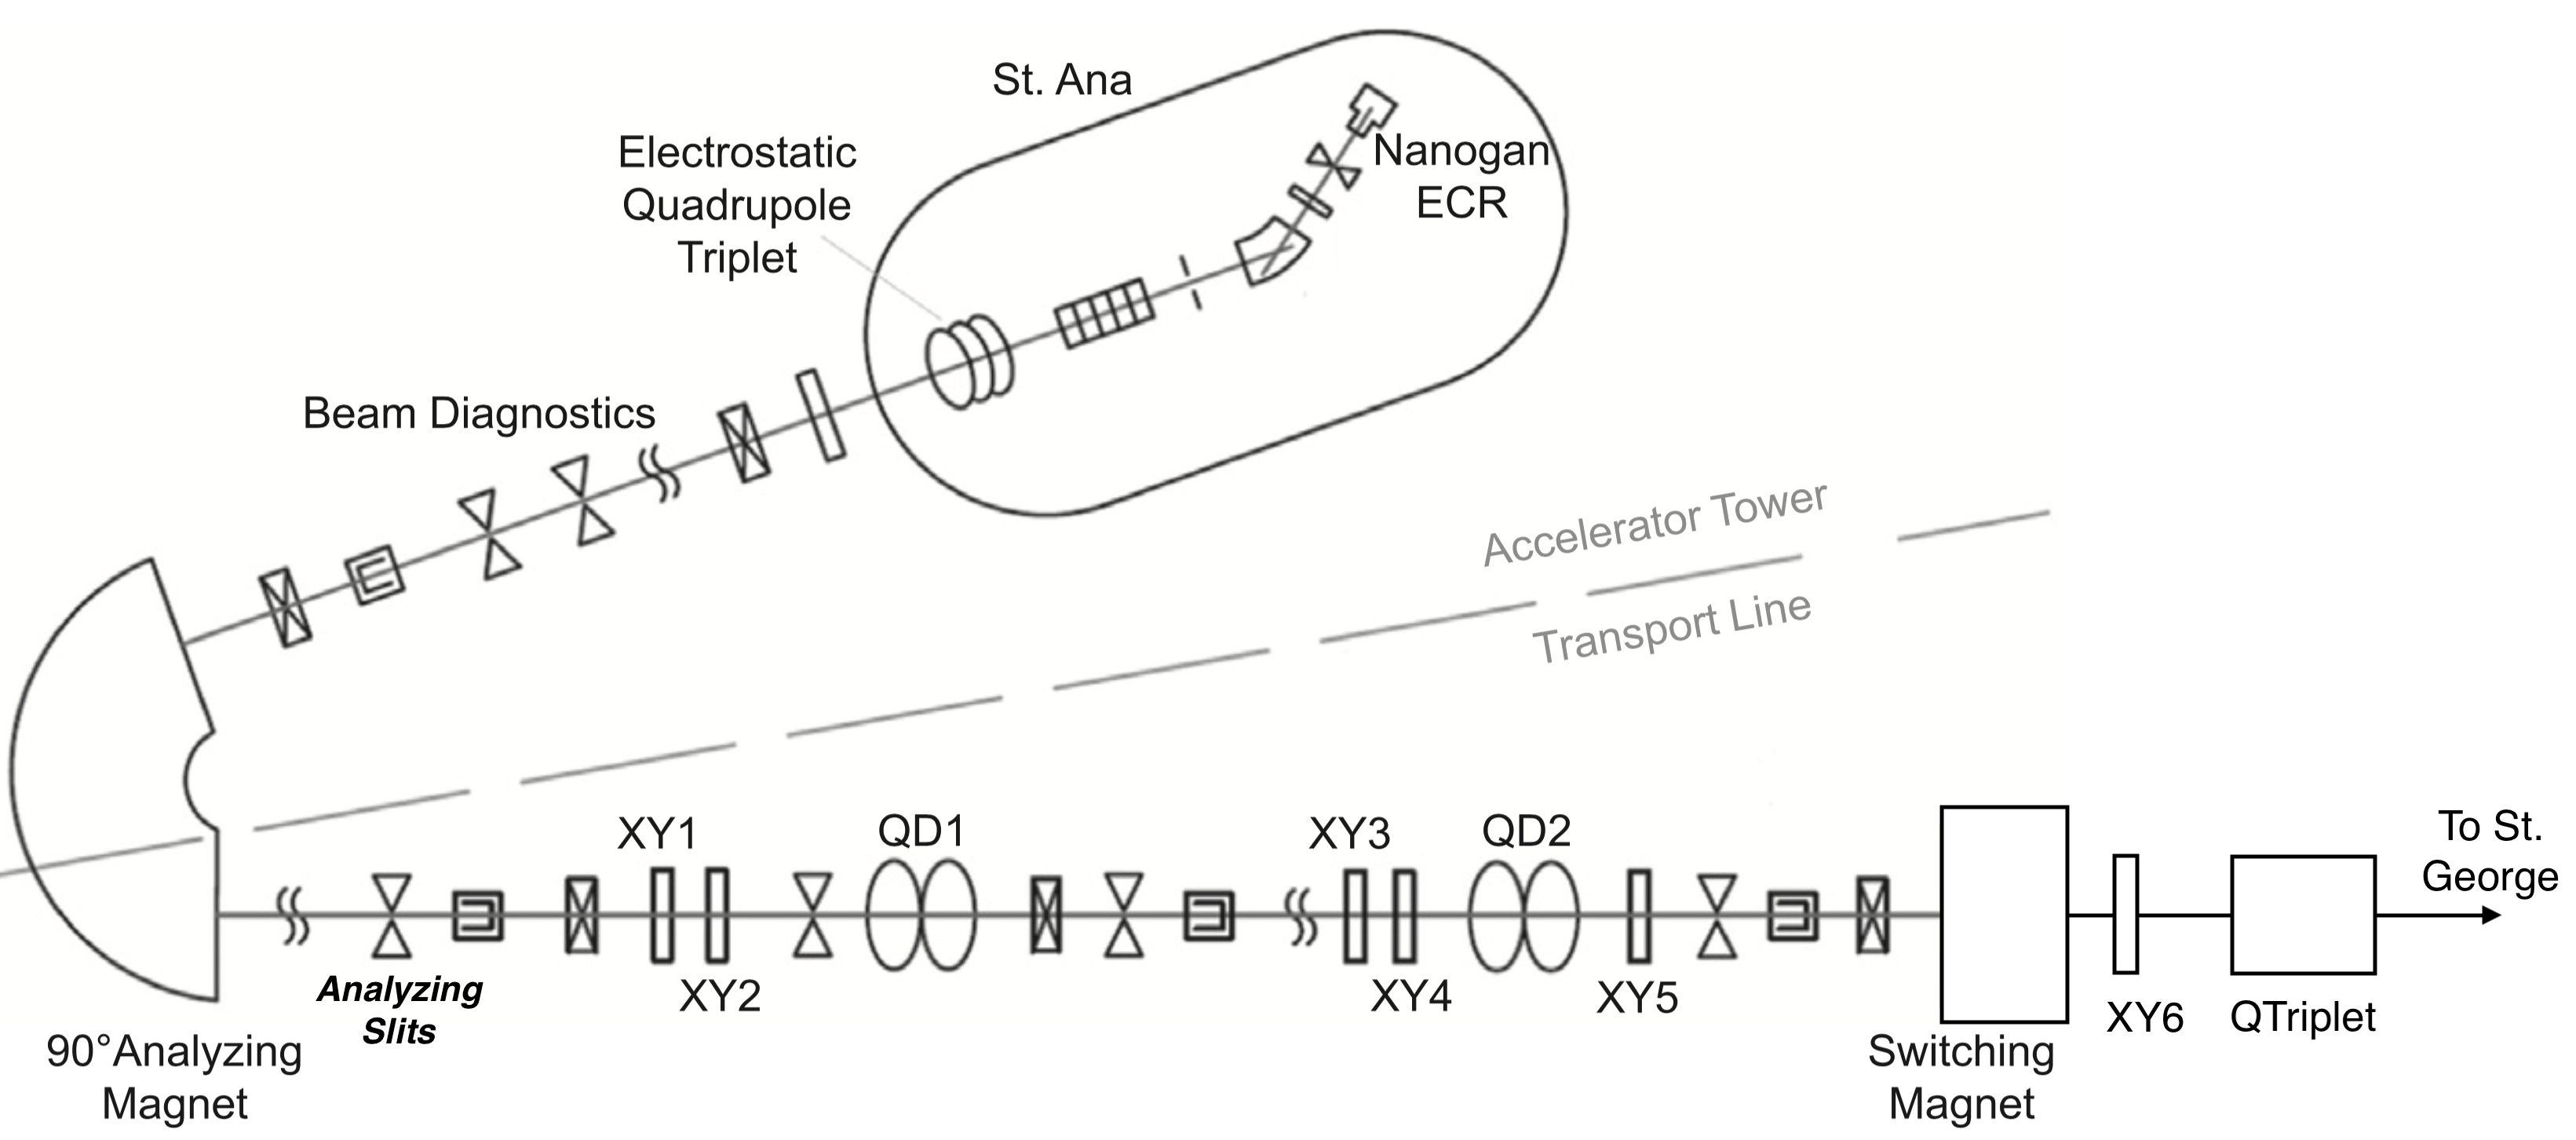 St. Ana
Electrostatic
Quadrupole
Triplet
Nanogan
ECR
Beam Diagnostics
Accelerator Tower
Transport Line
XY1
QD1
XY3
QD2
To St.
George
Analyzing
Slits
XY2
XY4
XY5
XY6
QTriplet
90°Analyzing
Magnet
Switching
Magnet